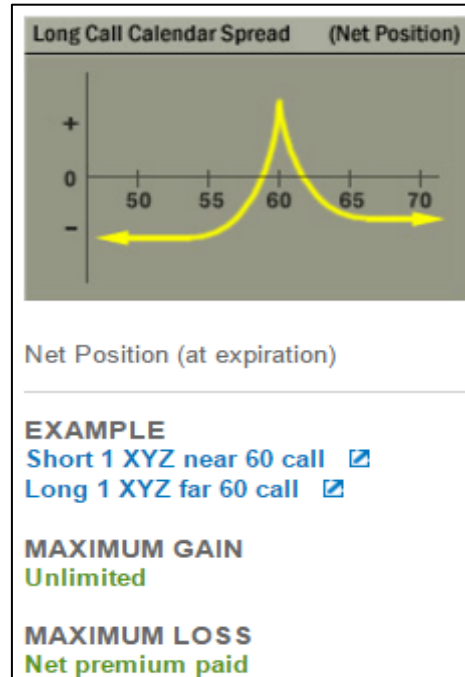 Long Call Calendar Spread (Net Position)
+
0
50 55 60 65 70
-
Net Position (at expiration)
EXAMPLE
Short 1 XYZ near 60 call
Long 1 XYZ far 60 call
MAXIMUM GAIN
Unlimited
MAXIMUM LOSS
Net premium paid